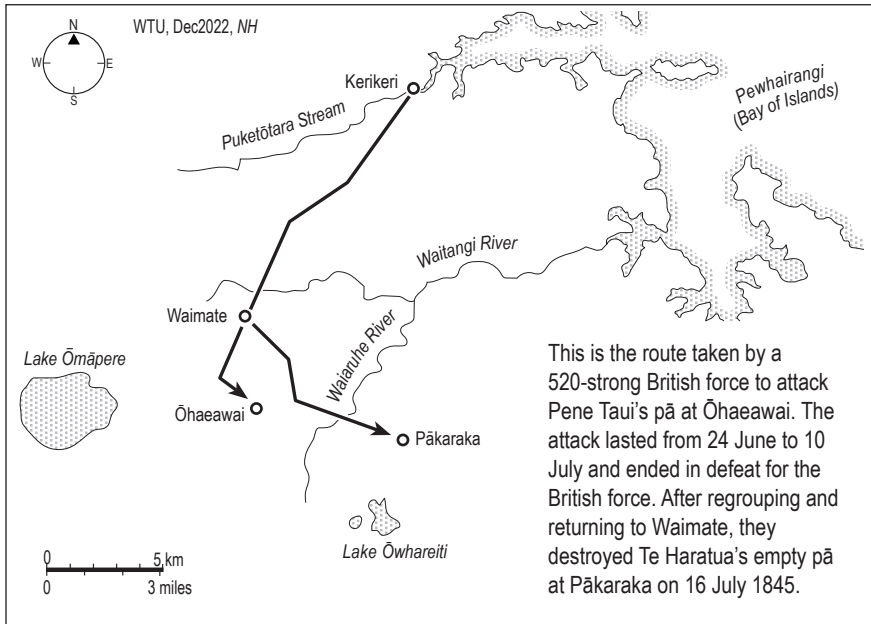 N
W
E
S
WTU, Dec2022, NH
Kerikeri
Puketōtara Stream
Pewhairangi
(Bay of Islands)
Waitangi River
Waimate
Waiaruhe River
Lake Ōmāpere
Ōhaeawai
Pākaraka
Lake Ōwhareiti
0 5 km
0 3 miles
This is the route taken by a
520-strong British force to attack
Pene Taui’s pā at Ōhaeawai. The
attack lasted from 24 June to 10
July and ended in defeat for the
British force. After regrouping and
returning to Waimate, they
destroyed Te Haratua’s empty pā
at Pākaraka on 16 July 1845.